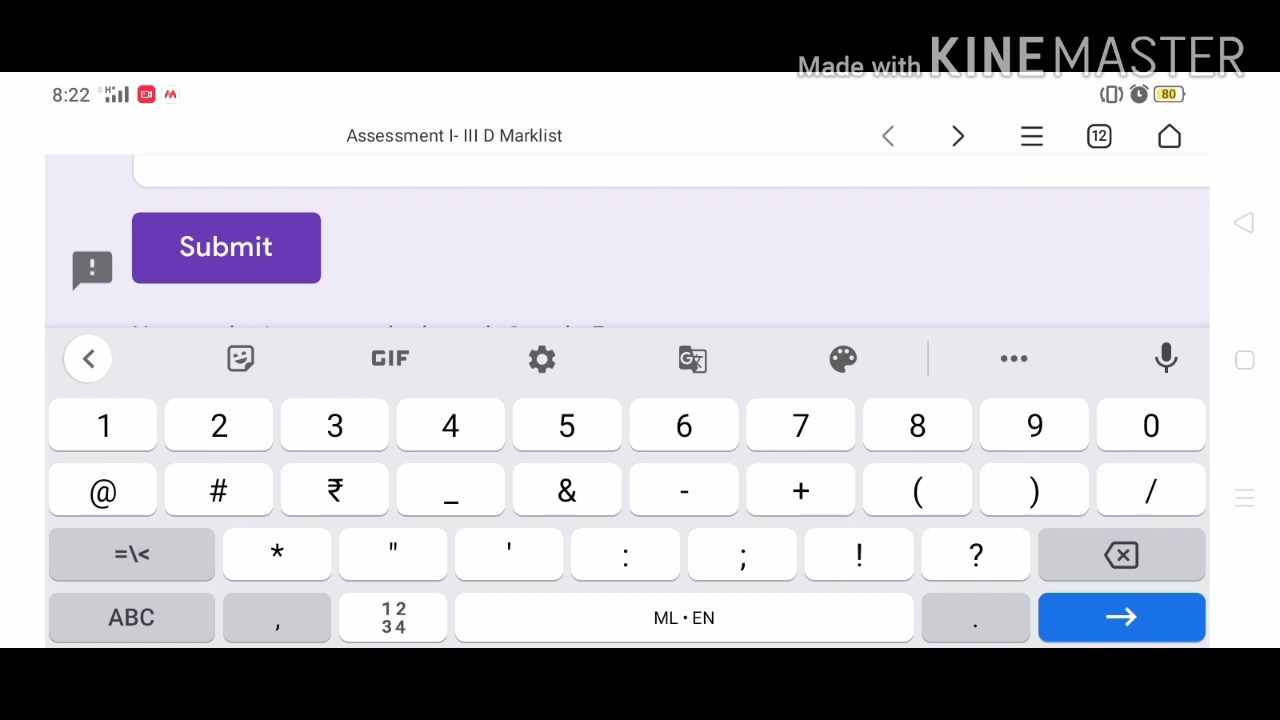 Made with KINEMASTER
8:22 H+ 80
Assessment I- III D Marklist 12
Submit
GIF
1 2 3 4 5 6 7 8 9 0
@ # ₹ _ & - + ( ) /
=\< * " ' : ; ! ?
ABC , 1 2 3 4 ML • EN .